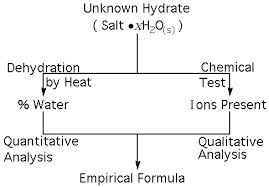 Unknown Hydrate
( Salt •xH₂O(s) )
Dehydration Chemical
by Heat Test
% Water Ions Present
Quantitative Qualitative
Analysis Analysis
Empirical Formula